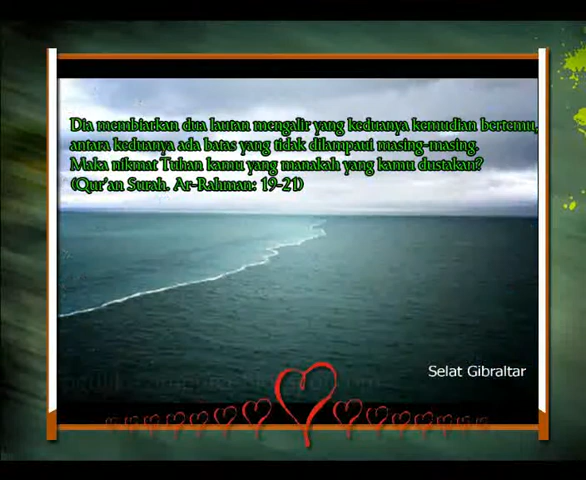 Dia membiarkan dua lautan mengalir yang keduanya kemudian bertemu,
antara keduanya ada batas yang tidak dilampaui masing-masing.
Maka nikmat Tuhan kamu yang manakah yang kamu dustakan?
(Qur'an Surah. Ar-Rahman: 19-21)
Selat Gibraltar